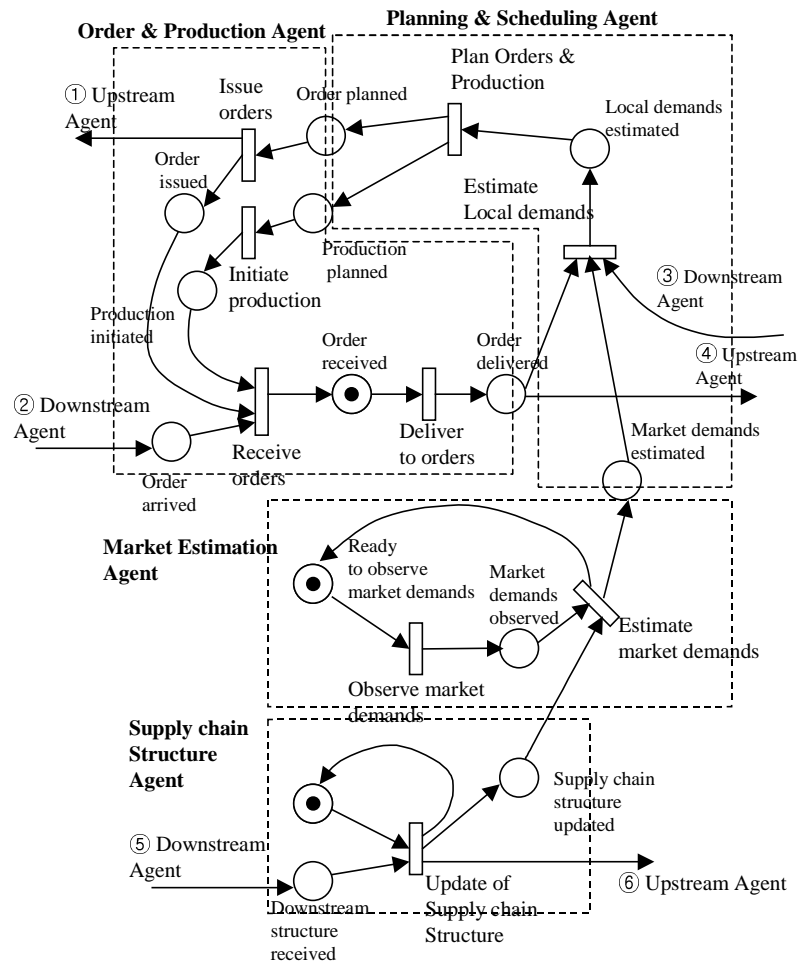 Order & Production Agent
Planning & Scheduling Agent
Plan Orders &
Production
① Upstream
Agent
Issue
orders
Order planned
Local demands
estimated
Order
issued
Estimate
Local demands
Production
planned
Initiate
production
③ Downstream
Agent
Production
initiated
Order
received
Order
delivered
④ Upstream
Agent
② Downstream
Agent
Receive
orders
Deliver
to orders
Market demands
estimated
Order
arrived
Market Estimation
Agent
Ready
to observe
market demands
Market
demands
observed
Estimate
market demands
Observe market
demands
Supply chain
Structure
Agent
Supply chain
structure
updated
⑤ Downstream
Agent
⑥ Upstream Agent
Downstream
structure
received
Update of
Supply chain
Structure